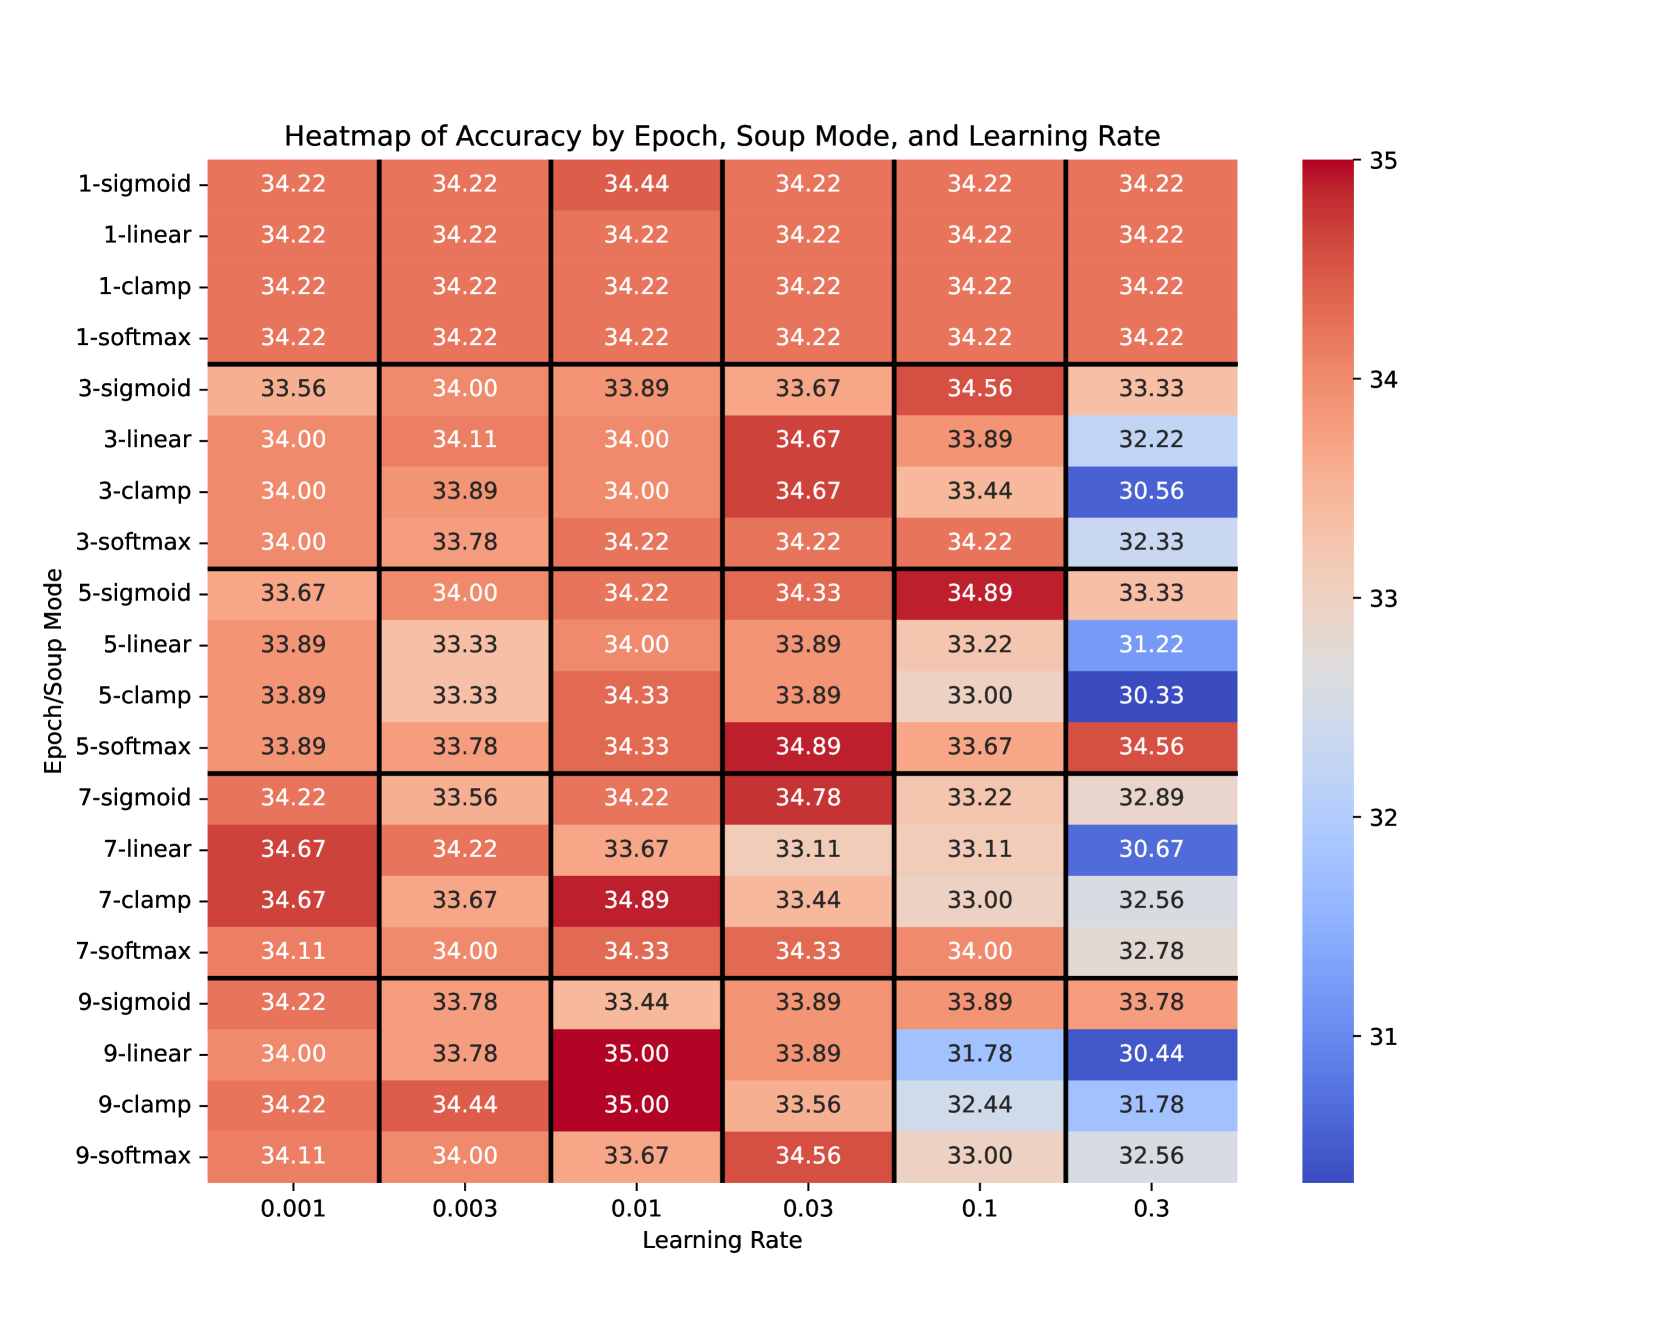 Heatmap of Accuracy by Epoch, Soup Mode, and Learning Rate
1-sigmoid 34.22 34.22 34.44 34.22 34.22 34.22
1-linear 34.22 34.22 34.22 34.22 34.22 34.22
1-clamp 34.22 34.22 34.22 34.22 34.22 34.22
1-softmax 34.22 34.22 34.22 34.22 34.22 34.22
3-sigmoid 33.56 34.00 33.89 33.67 34.56 33.33
3-linear 34.00 34.11 34.00 34.67 33.89 32.22
3-clamp 34.00 33.89 34.00 34.67 33.44 30.56
3-softmax 34.00 33.78 34.22 34.22 34.22 32.33
5-sigmoid 33.67 34.00 34.22 34.33 34.89 33.33
5-linear 33.89 33.33 34.00 33.89 33.22 31.22
5-clamp 33.89 33.33 34.33 33.89 33.00 30.33
5-softmax 33.89 33.78 34.33 34.89 33.67 34.56
7-sigmoid 34.22 33.56 34.22 34.78 33.22 32.89
7-linear 34.67 34.22 33.67 33.11 33.11 30.67
7-clamp 34.67 33.67 34.89 33.44 33.00 32.56
7-softmax 34.11 34.00 34.33 34.33 34.00 32.78
9-sigmoid 34.22 33.78 33.44 33.89 33.89 33.78
9-linear 34.00 33.78 35.00 33.89 31.78 30.44
9-clamp 34.22 34.44 35.00 33.56 32.44 31.78
9-softmax 34.11 34.00 33.67 34.56 33.00 32.56
0.001 0.003 0.01 0.03 0.1 0.3
Learning Rate
Epoch/Soup Mode
35
34
33
32
31